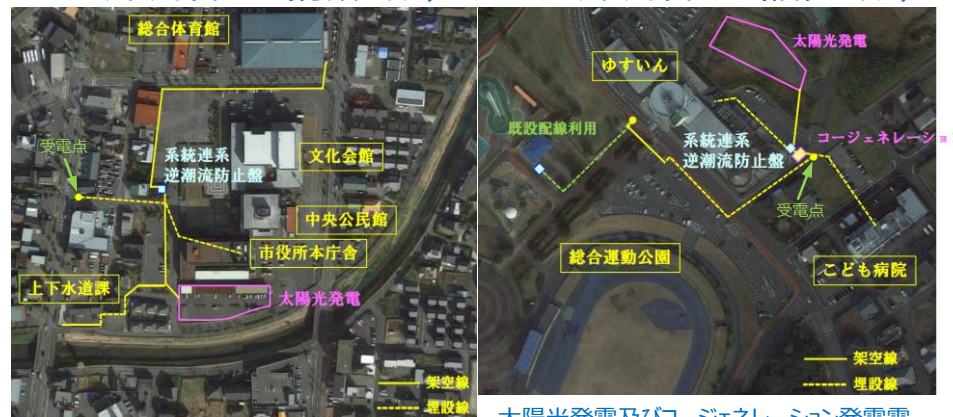 総合体育館
受電点
系統連系
逆潮流防止盤
文化会館
中央公民館
市役所本庁舎
上下水道課
太陽光発電
架空線
埋設線
太陽光発電
ゆすいん
既設配線利用
コージェネレーショ
系統連系
逆潮流防止盤
受電点
総合運動公園
こども病院
架空線
埋設線
太陽光発電及びコージェネレーション発電電